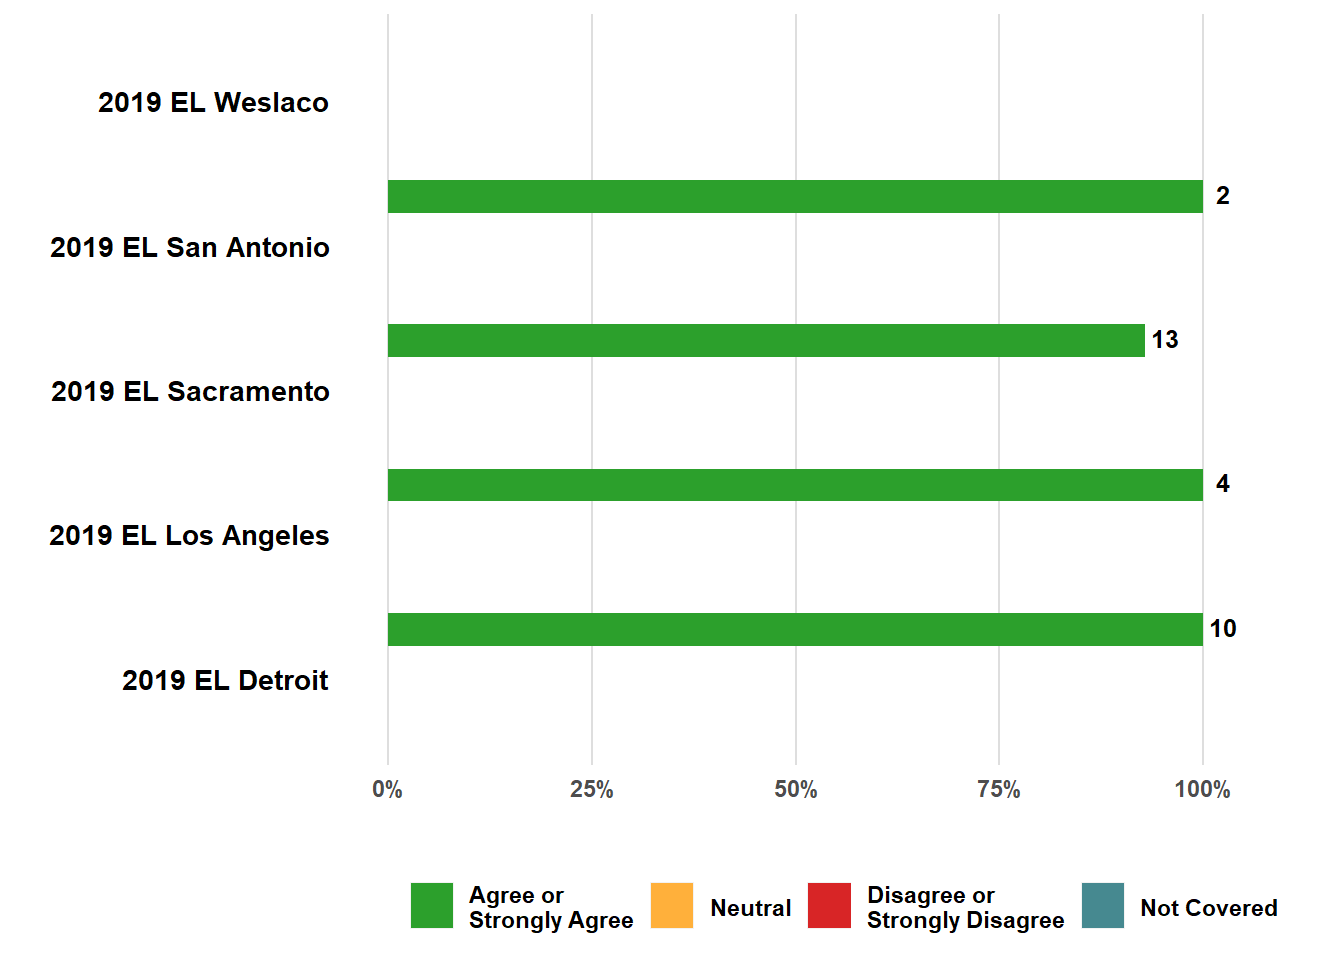 2019 EL Weslaco
2
2019 EL San Antonio
13
2019 EL Sacramento
4
2019 EL Los Angeles
10
2019 EL Detroit
0% 25% 50% 75% 100%
Agree or
Strongly Agree
Neutral
Disagree or
Strongly Disagree
Not Covered